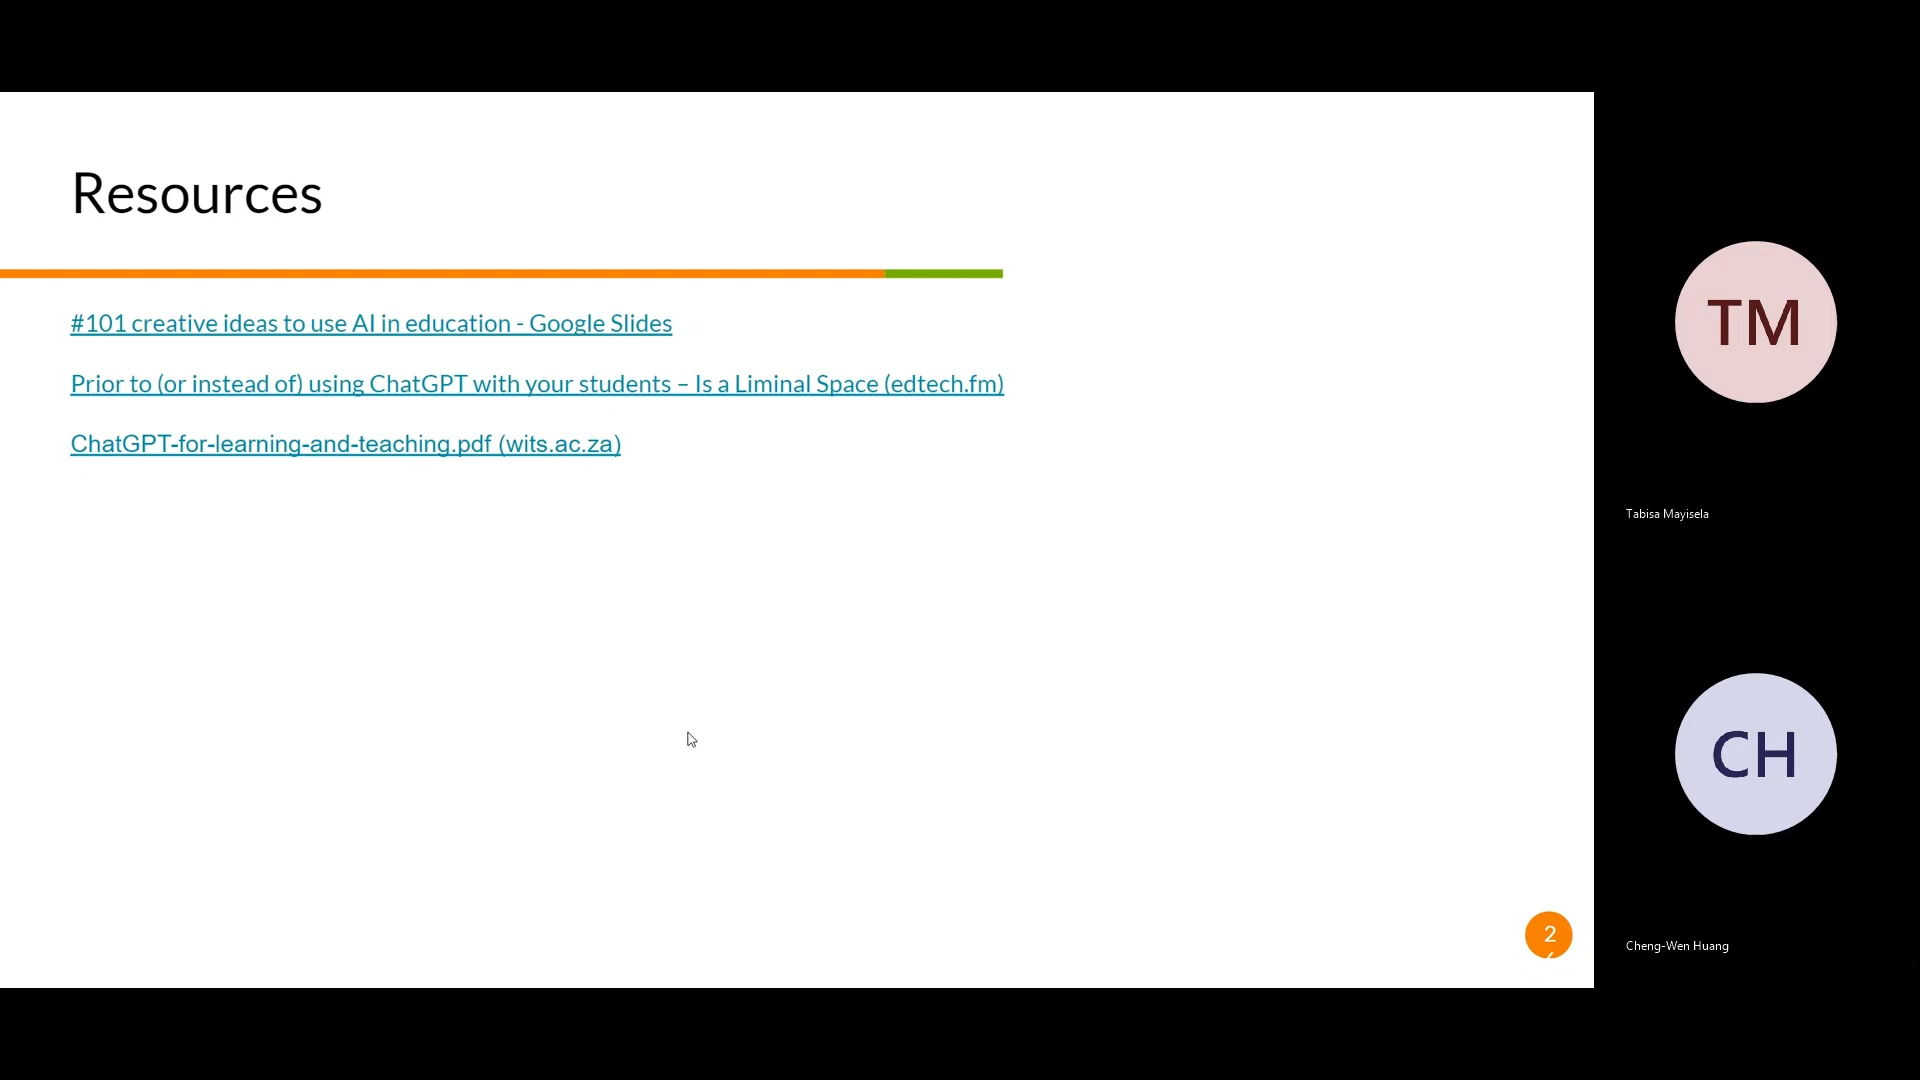 Resources
#101 creative ideas to use AI in education - Google Slides
Prior to (or instead of) using ChatGPT with your students – Is a Liminal Space (edtech.fm)
ChatGPT-for-learning-and-teaching.pdf (wits.ac.za)
2
TM
Tabisa Mayisela
CH
Cheng-Wen Huang